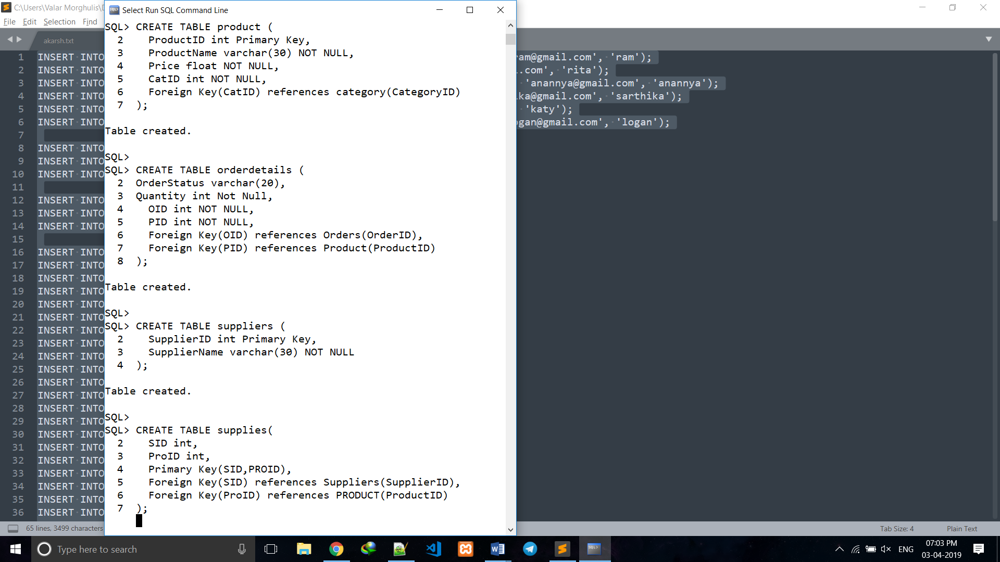 C:\Users\Valar Morghulis\
Select Run SQL Command Line
File Edit Selection Find
akarsh.txt
SQL> CREATE TABLE product (
2 ProductID int Primary Key,
3 ProductName varchar(30) NOT NULL,
4 Price float NOT NULL,
5 CatID int NOT NULL,
6 Foreign Key(CatID) references category(CategoryID)
7 );
Table created.
SQL>
SQL> CREATE TABLE orderdetails (
2 OrderStatus varchar(20),
3 Quantity int Not Null,
4 OID int NOT NULL,
5 PID int NOT NULL,
6 Foreign Key(OID) references Orders(OrderID),
7 Foreign Key(PID) references Product(ProductID)
8 );
Table created.
SQL>
SQL> CREATE TABLE suppliers (
2 SupplierID int Primary Key,
3 SupplierName varchar(30) NOT NULL
4 );
Table created.
SQL>
SQL> CREATE TABLE supplies(
2 SID int,
3 ProID int,
4 Primary Key(SID,PROID),
5 Foreign Key(SID) references Suppliers(SupplierID),
6 Foreign Key(ProID) references PRODUCT(ProductID)
7 );
1 INSERT INTO ram@gmail.com', 'ram');
2 INSERT INTO .com', 'rita');
3 INSERT INTO 'anannya@gmail.com', 'anannya');
4 INSERT INTO ka@gmail.com', 'sarthika');
5 INSERT INTO 'katy');
6 INSERT INTO ogan@gmail.com', 'logan');
7
8 INSERT INTO
9 INSERT INTO
10 INSERT INTO
11
12 INSERT INTO
13 INSERT INTO
14 INSERT INTO
15
16 INSERT INTO
17 INSERT INTO
18 INSERT INTO
19 INSERT INTO
20 INSERT INTO
21 INSERT INTO
22 INSERT INTO
23 INSERT INTO
24 INSERT INTO
25 INSERT INTO
26 INSERT INTO
27 INSERT INTO
28 INSERT INTO
29 INSERT INTO
30 INSERT INTO
31 INSERT INTO
32 INSERT INTO
33 INSERT INTO
34 INSERT INTO
35 INSERT INTO
36 INSERT INTO
65 lines, 3499 characters
Tab Size: 4 Plain Text
Type here to search
SQL>
ENG
07:03 PM
03-04-2019